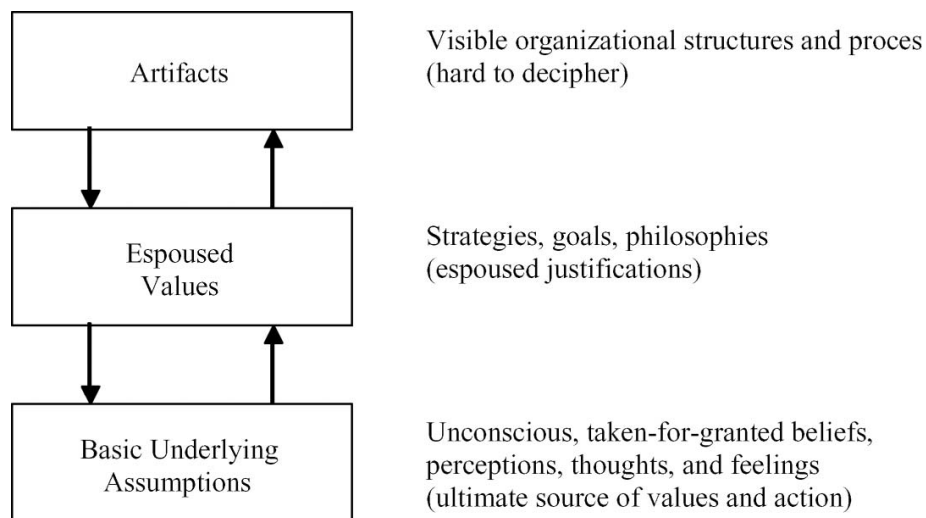 Artifacts
Visible organizational structures and proces
(hard to decipher)
Espoused
Values
Strategies, goals, philosophies
(espoused justifications)
Basic Underlying
Assumptions
Unconscious, taken-for-granted beliefs,
perceptions, thoughts, and feelings
(ultimate source of values and action)